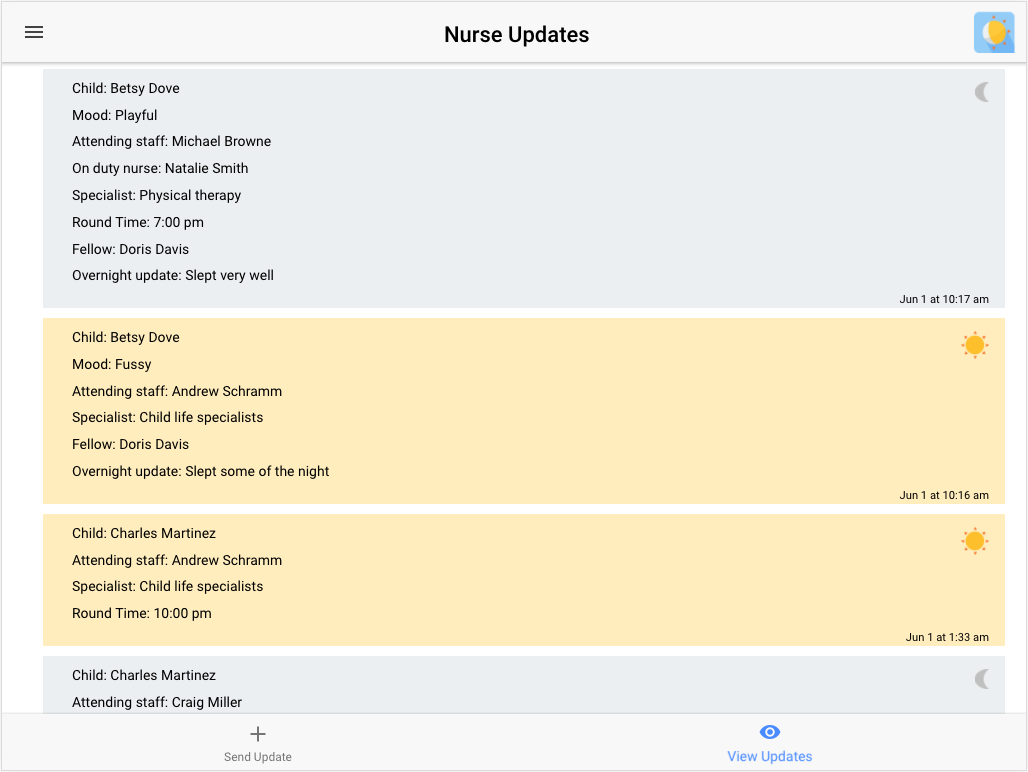 Nurse Updates
Child: Betsy Dove
Mood: Playful
Attending staff: Michael Browne
On duty nurse: Natalie Smith
Specialist: Physical therapy
Round Time: 7:00 pm
Fellow: Doris Davis
Overnight update: Slept very well
Jun 1 at 10:17 am
Child: Betsy Dove
Mood: Fussy
Attending staff: Andrew Schramm
Specialist: Child life specialists
Fellow: Doris Davis
Overnight update: Slept some of the night
Jun 1 at 10:16 am
Child: Charles Martinez
Attending staff: Andrew Schramm
Specialist: Child life specialists
Round Time: 10:00 pm
Jun 1 at 1:33 am
Child: Charles Martinez
Attending staff: Craig Miller
Send Update
View Updates